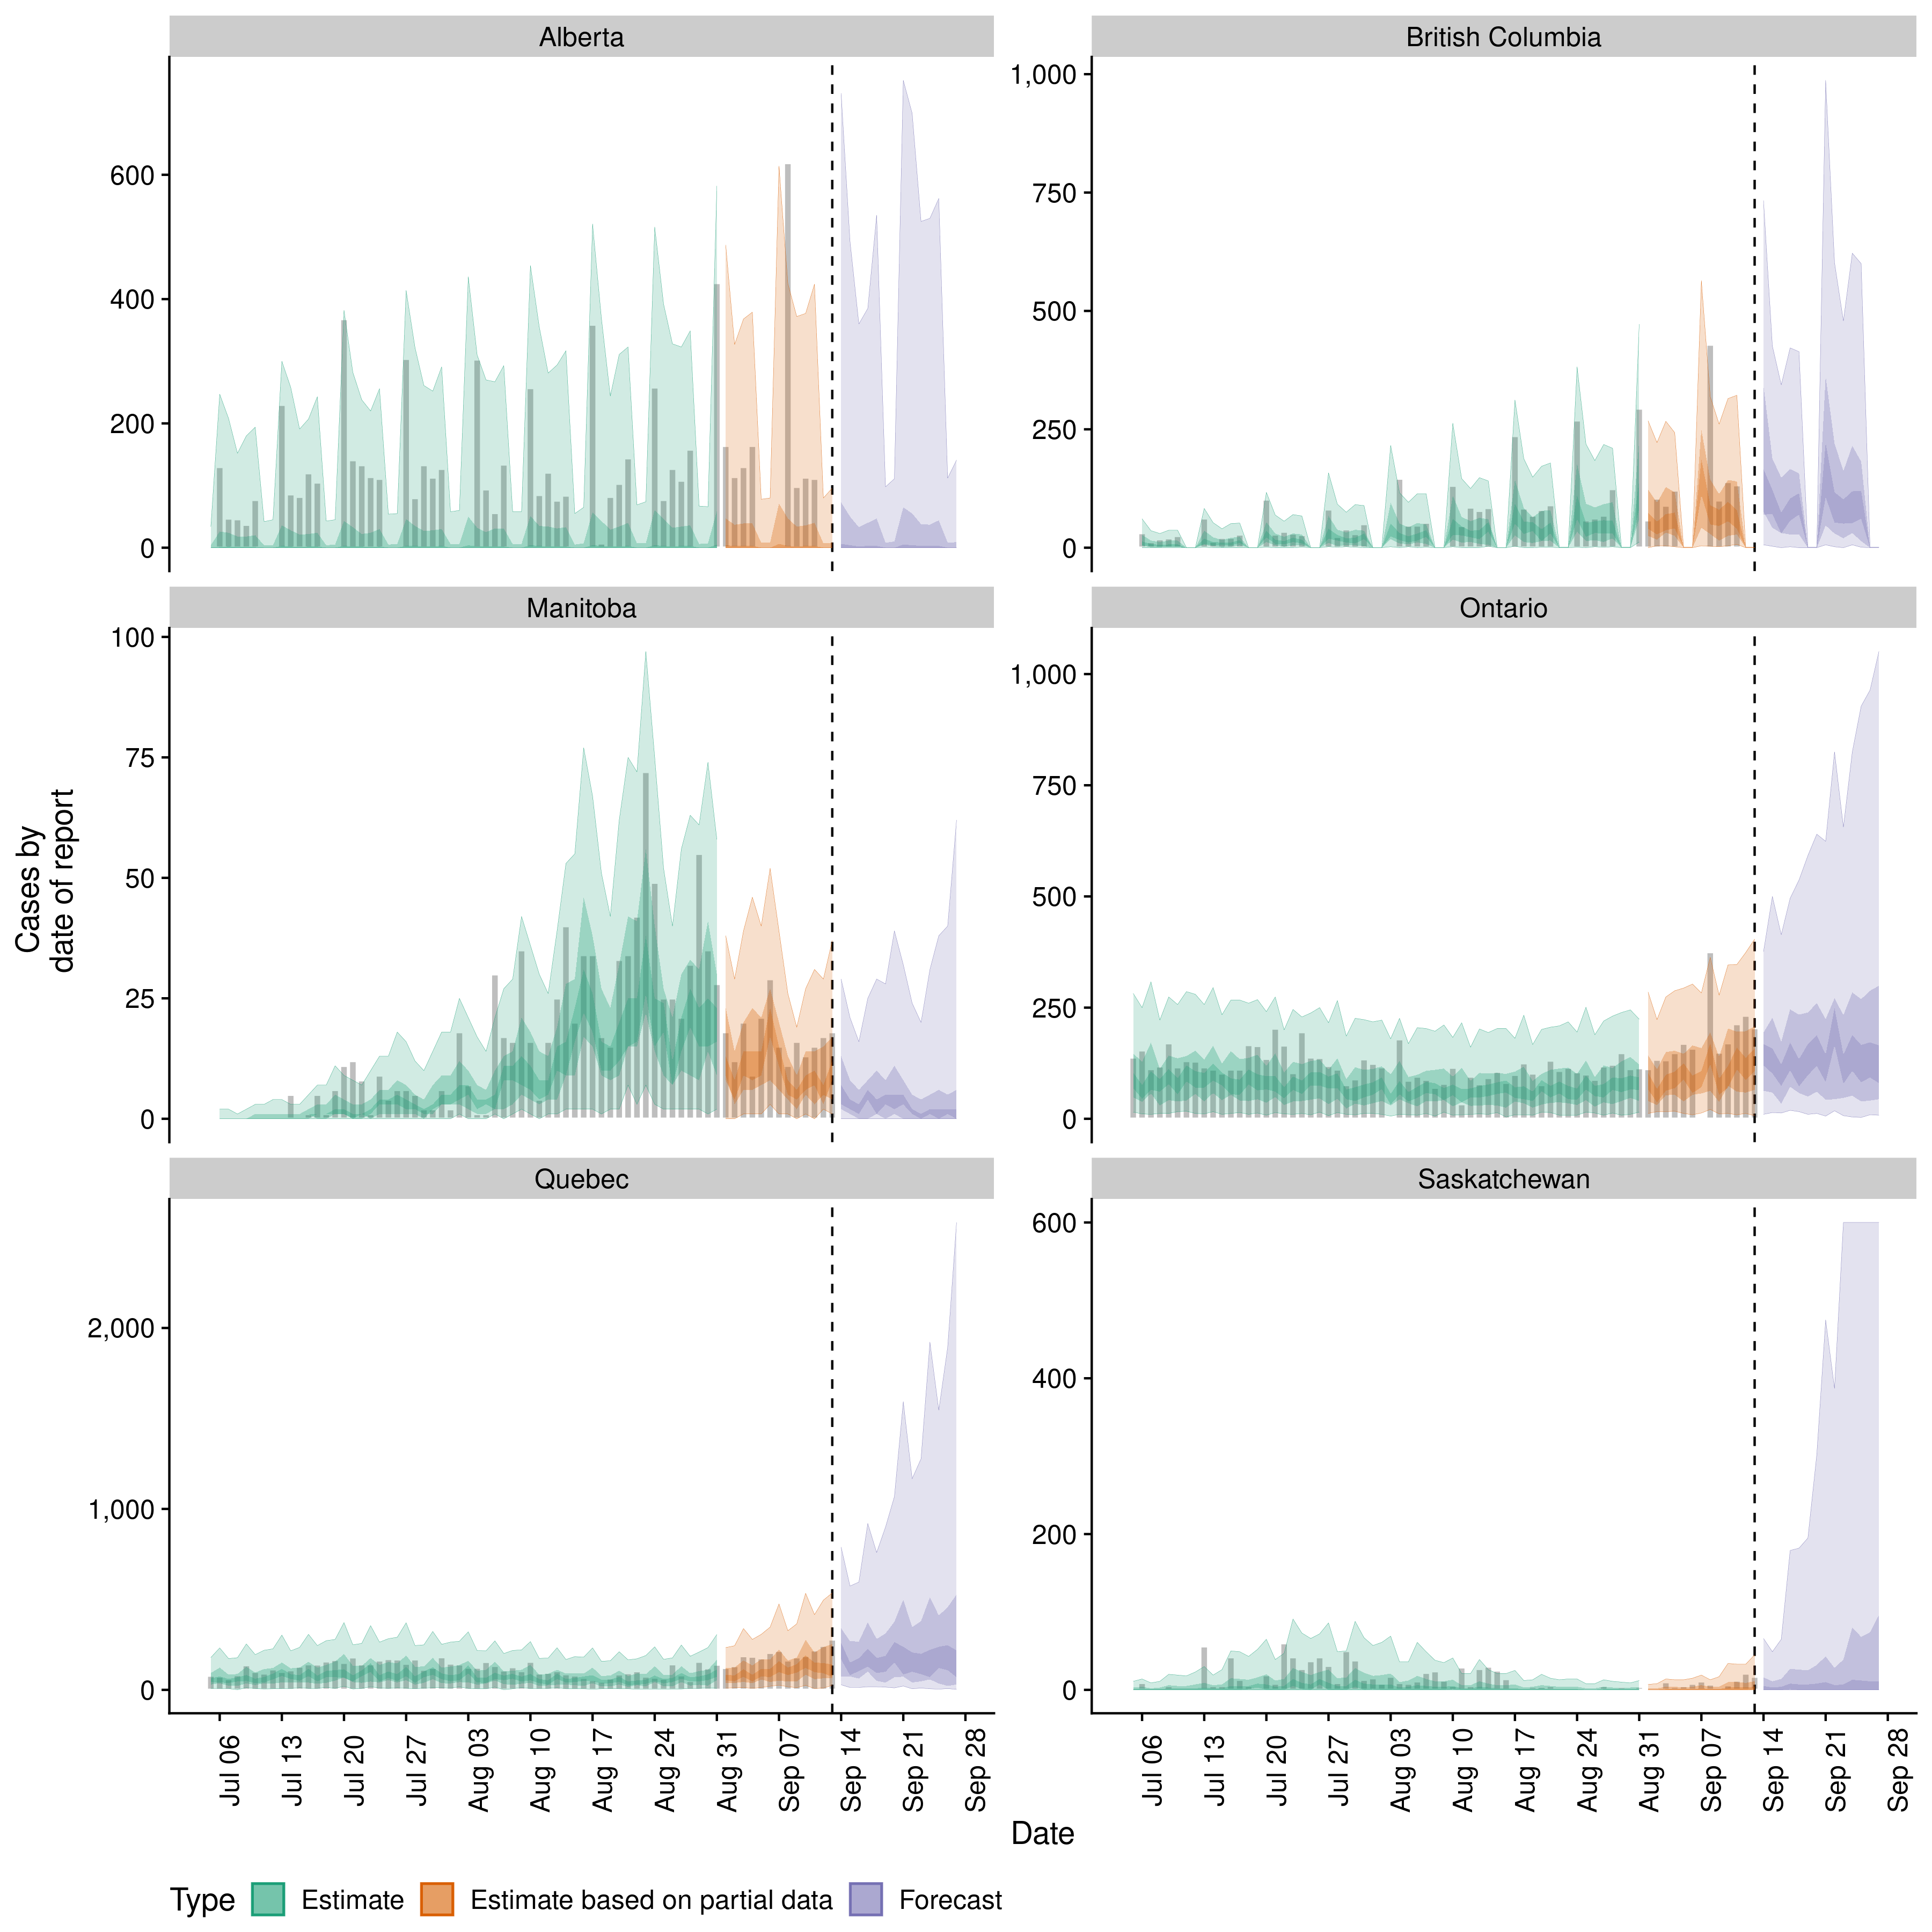 Alberta
British Columbia
600
400
200
0
1,000
750
500
250
0
Manitoba
Ontario
100
75
50
25
0
1,000
750
500
250
0
Cases by
date of report
Quebec
Saskatchewan
2,000
1,000
0
600
400
200
0
Jul 06
Jul 13
Jul 20
Jul 27
Aug 03
Aug 10
Aug 17
Aug 24
Aug 31
Sep 07
Sep 14
Sep 21
Sep 28
Jul 06
Jul 13
Jul 20
Jul 27
Aug 03
Aug 10
Aug 17
Aug 24
Aug 31
Sep 07
Sep 14
Sep 21
Sep 28
Date
Type Estimate Estimate based on partial data Forecast